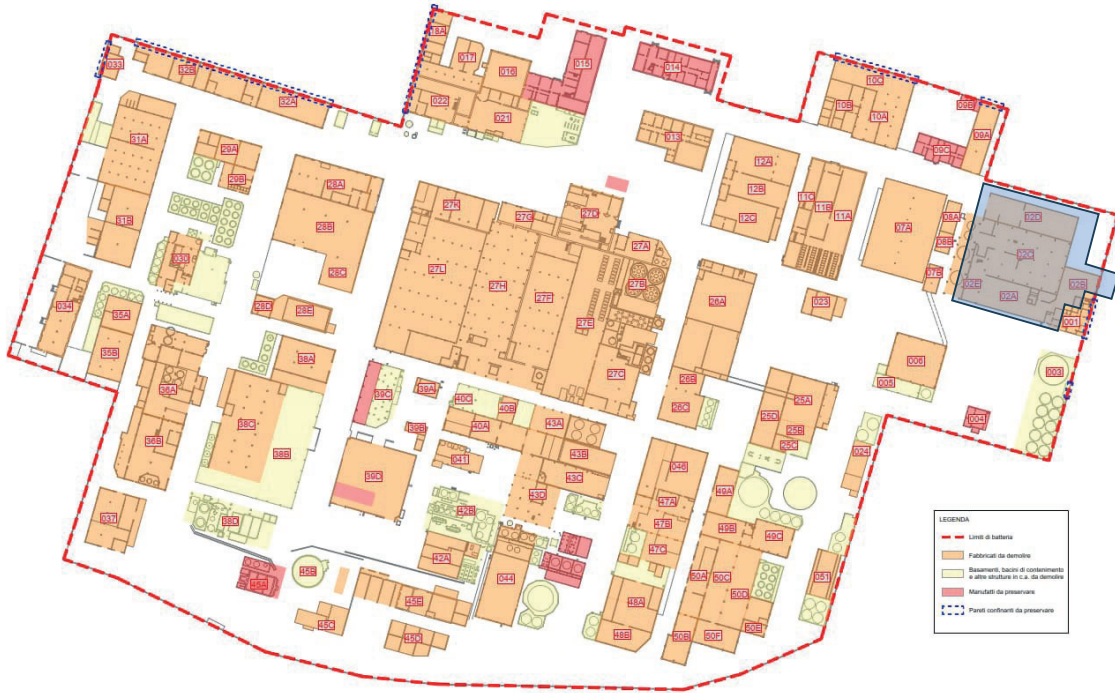 18A
017
016
015
014
033
32B
32A
022
021
10C
10B
10A
09B
09A
09C
013
31A
29A
29B
28A
12A
12B
12C
11C
11B
11A
07A
08A
08B
07B
02D
02C
02E
02A
02B
001
31B
030
28B
28C
27K
27G
27D
27A
27L
27H
27F
27B
27E
27C
26A
023
034
35A
35B
28D
28E
006
005
003
004
36A
38A
38C
36B
38B
39C
39A
39B
39D
40C
40B
40A
041
43A
43B
43C
43D
26B
26C
25A
25D
25B
25C
024
046
47A
47B
47C
49A
49B
49C
037
38D
42B
42A
45B
45E
45C
45D
044
48A
48B
50A
50C
50D
50E
50B
50F
051
LEGENDA
Limiti di batteria
Fabbricati da demolire
Basamenti, bacini di contenimento
e altre strutture in c.a. da demolire
Manufatti da preservare
Pareti confinanti da preservare